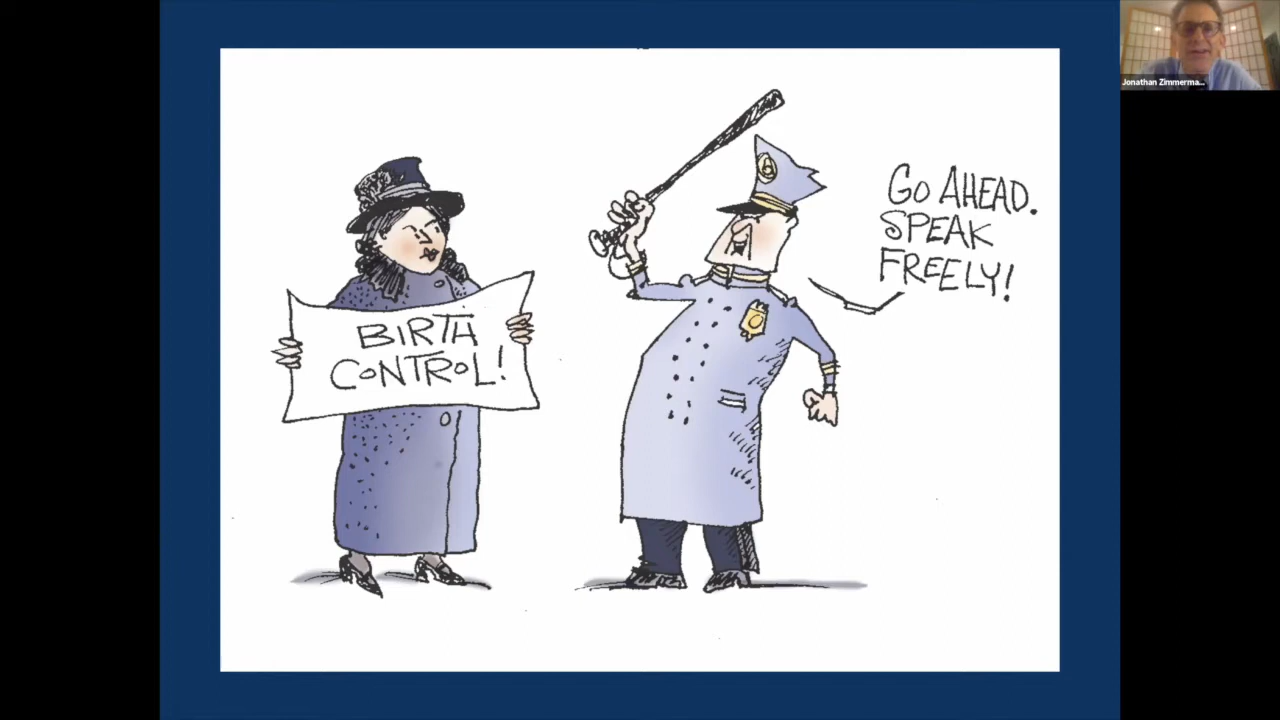 BIRTH
CONTROL!
GO AHEAD.
SPEAK
FREELY!
Jonathan Zimmerma...